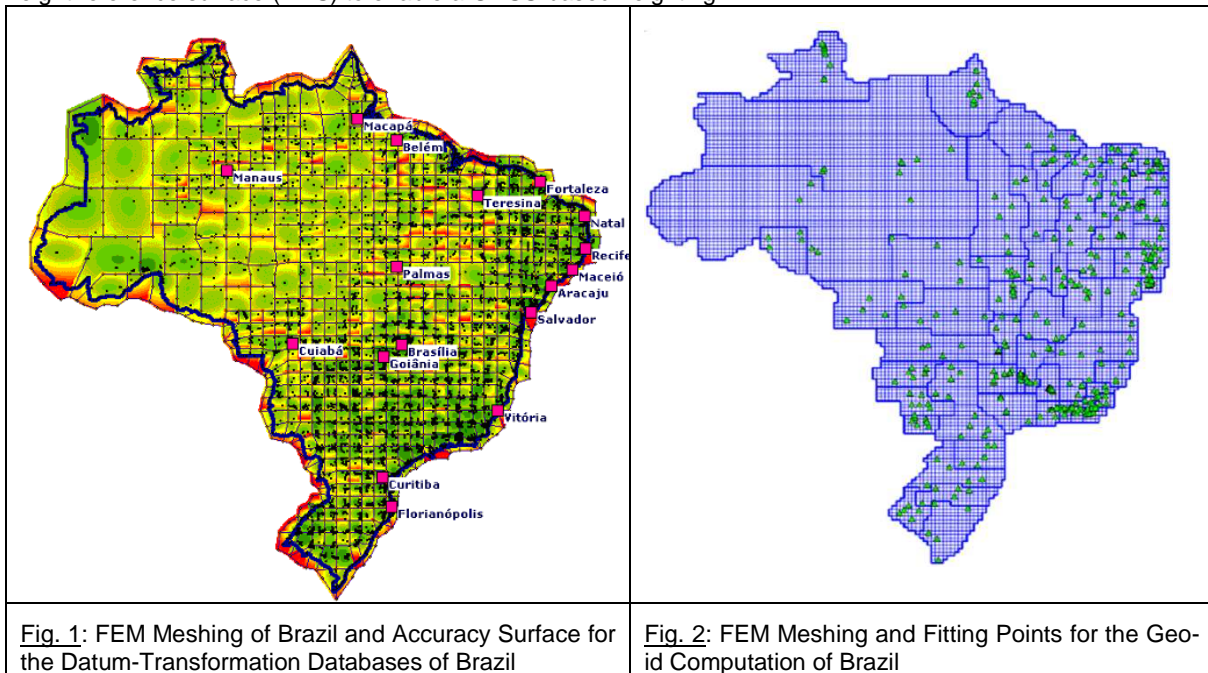 Macapá
Belém
Manaus
Fortaleza
Teresina
Natal
Recife
Palmas
Maceió
Aracaju
Salvador
Cuiabá
Brasília
Goiânia
Vitória
Curitiba
Florianópolis
Fig. 1: FEM Meshing of Brazil and Accuracy Surface for
the Datum-Transformation Databases of Brazil
Fig. 2: FEM Meshing and Fitting Points for the Geo-
id Computation of Brazil